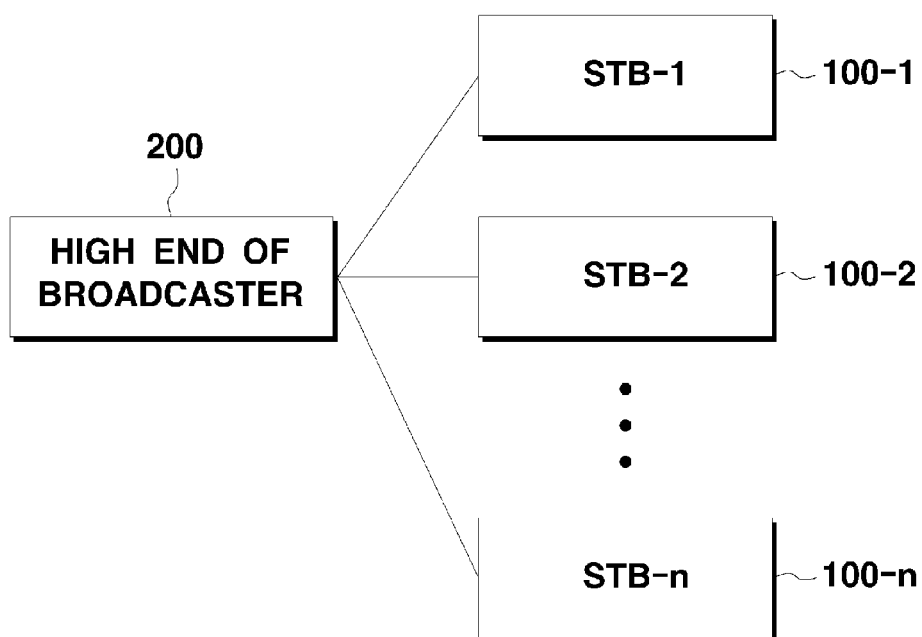 STB-1
100-1
200
HIGH END OF
BROADCASTER
STB-2
100-2
STB-n
100-n